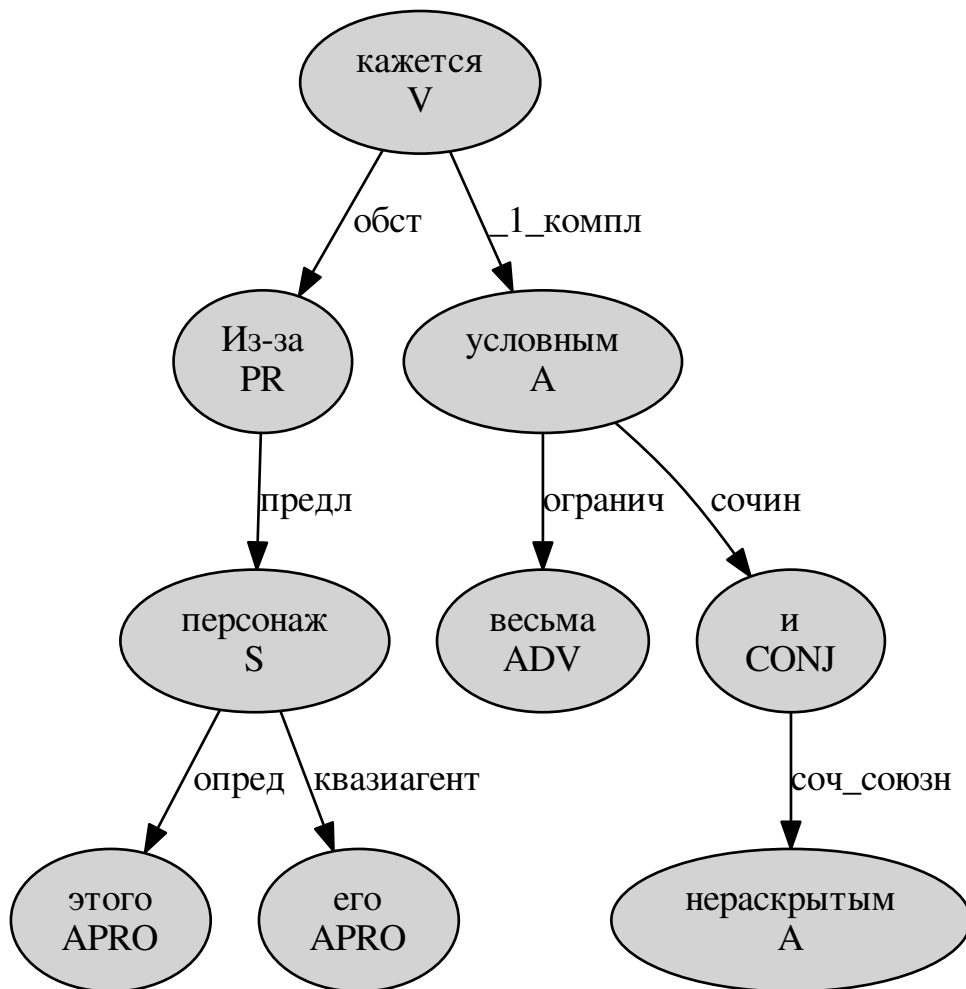 кажется
V
обст
_1_компл
Из-за
PR
условным
A
предл
огранич
сочин
персонаж
S
весьма
ADV
и
CONJ
опред
квазиагент
соч_союзн
этого
APRO
его
APRO
нераскрытым
A